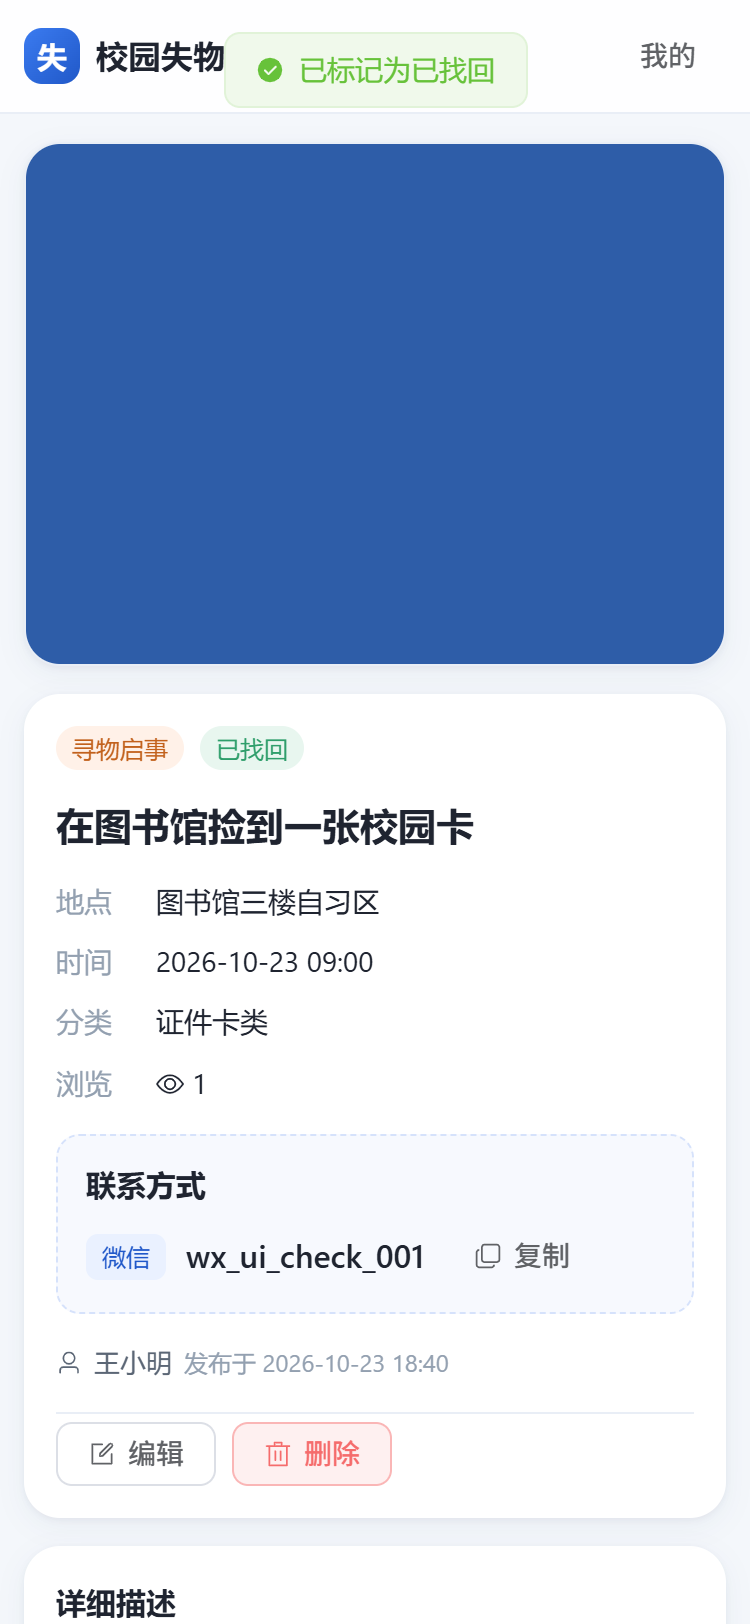 失 校园失物
已标记为已找回
我的
寻物启事 已找回
在图书馆捡到一张校园卡
地点 图书馆三楼自习区
时间 2026-10-23 09:00
分类 证件卡类
浏览 1
联系方式
微信 wx_ui_check_001 复制
王小明 发布于 2026-10-23 18:40
编辑 删除
详细描述